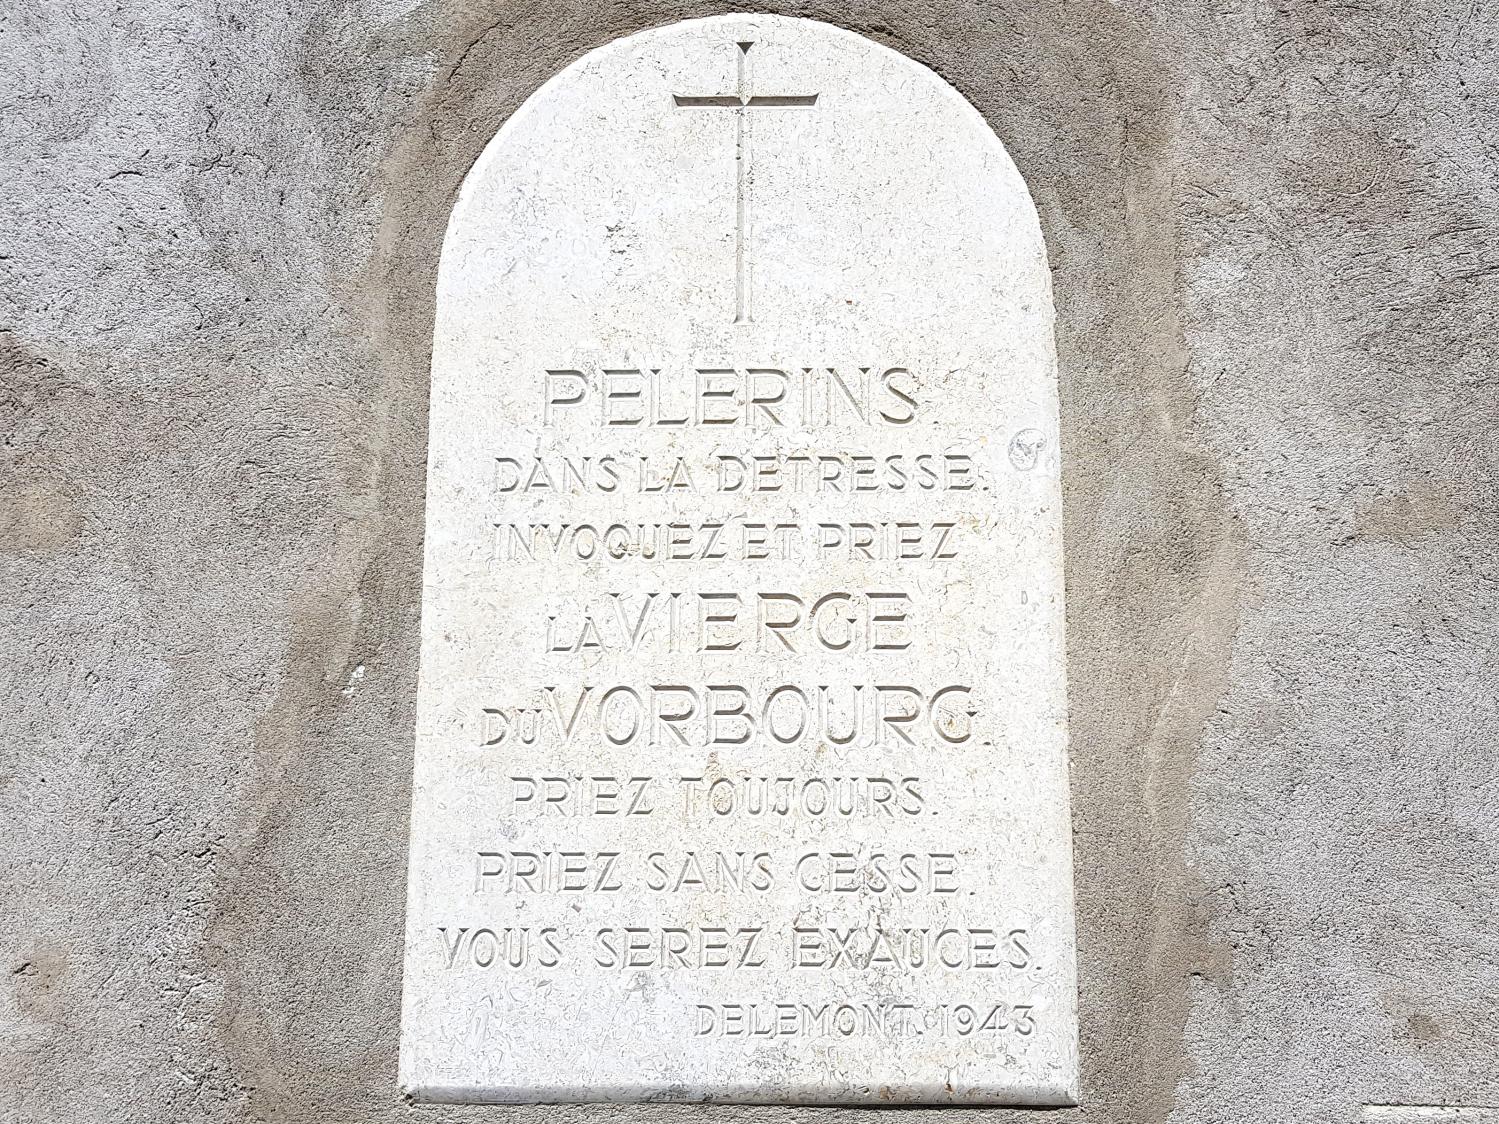 PELERINS
DANS LA DETRESSE.
INVOQUEZ ET PRIEZ
LA VIERGE
DU VORBOURG.
PRIEZ TOUJOURS.
PRIEZ SANS CESSE.
VOUS SEREZ EXAUCES.
DELEMONT. 1943